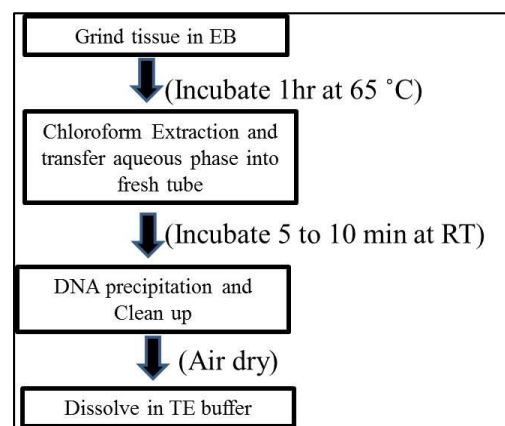 Grind tissue in EB
(Incubate 1hr at 65 ˚C)
Chloroform Extraction and
transfer aqueous phase into
fresh tube
(Incubate 5 to 10 min at RT)
DNA precipitation and
Clean up
(Air dry)
Dissolve in TE buffer